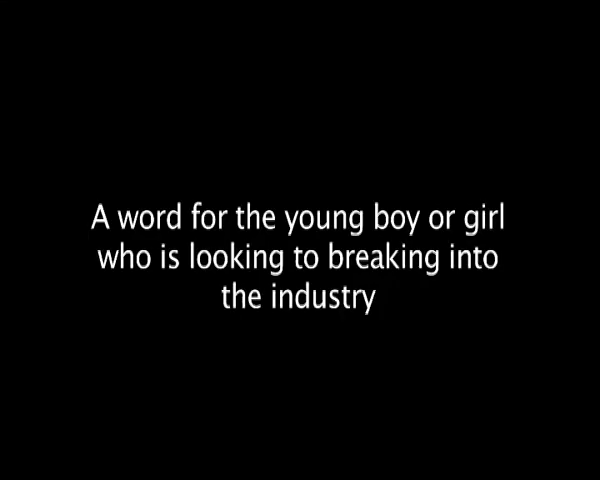 A word for the young boy or girl
who is looking to breaking into
the industry